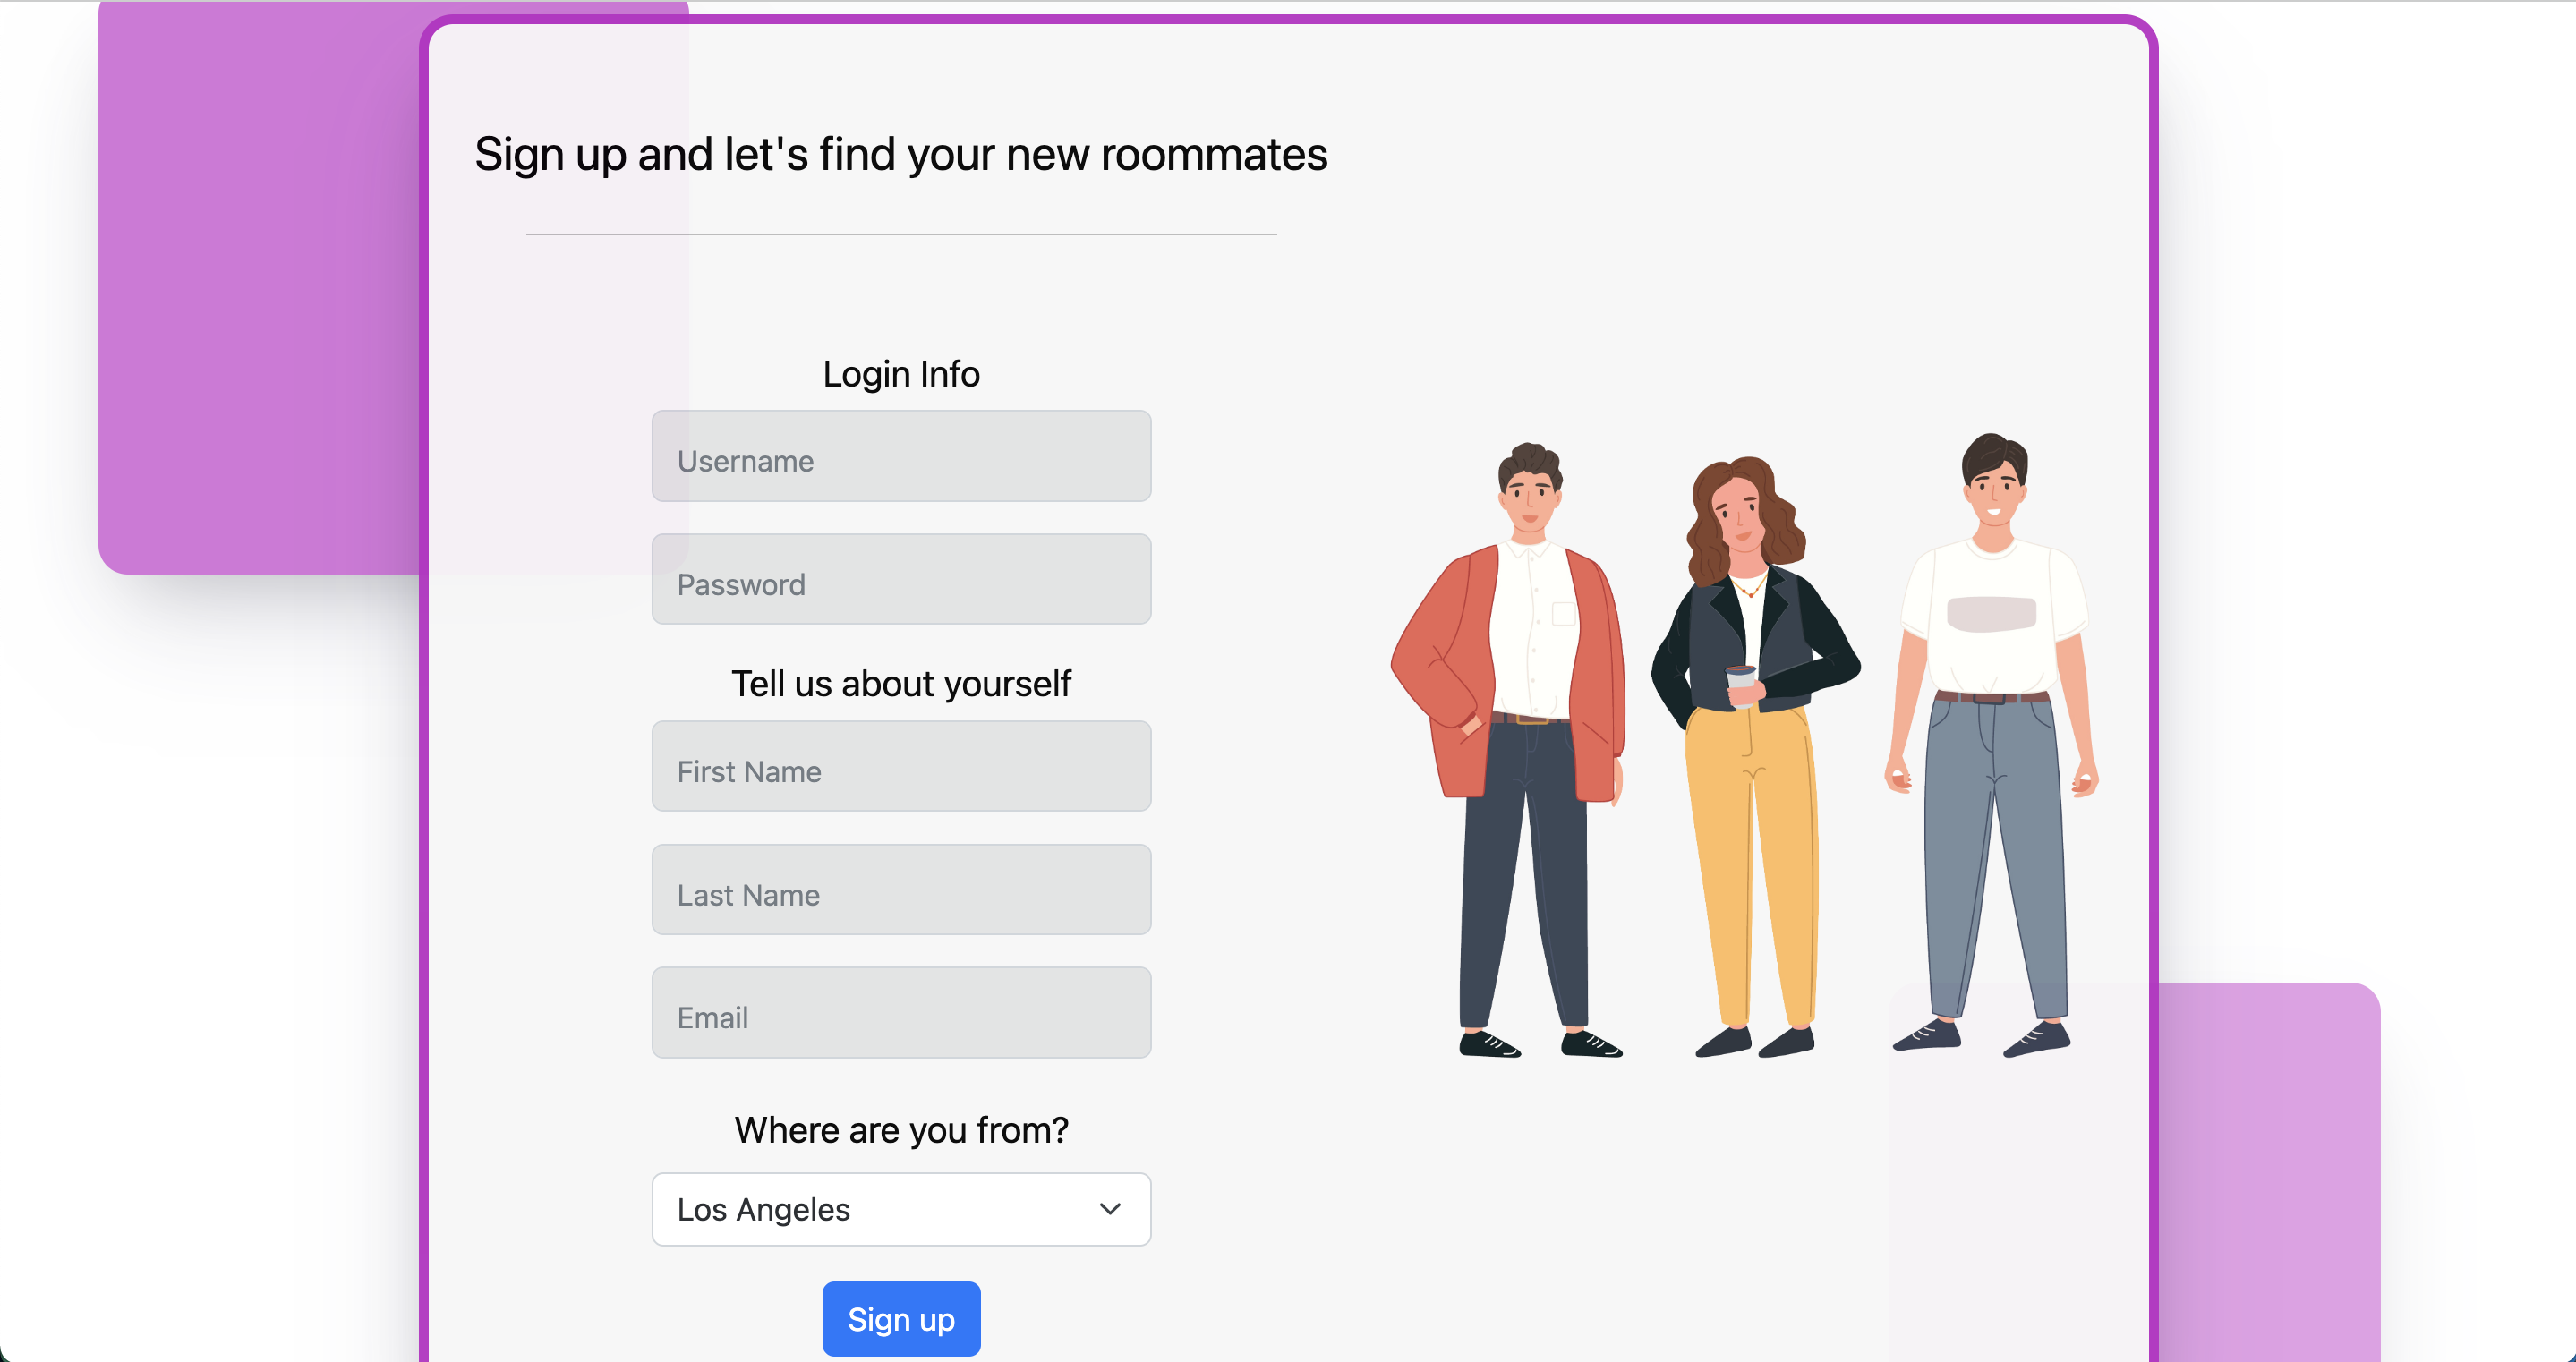 Sign up and let's find your new roommates
Login Info
Username
Password
Tell us about yourself
First Name
Last Name
Email
Where are you from?
Los Angeles
Sign up